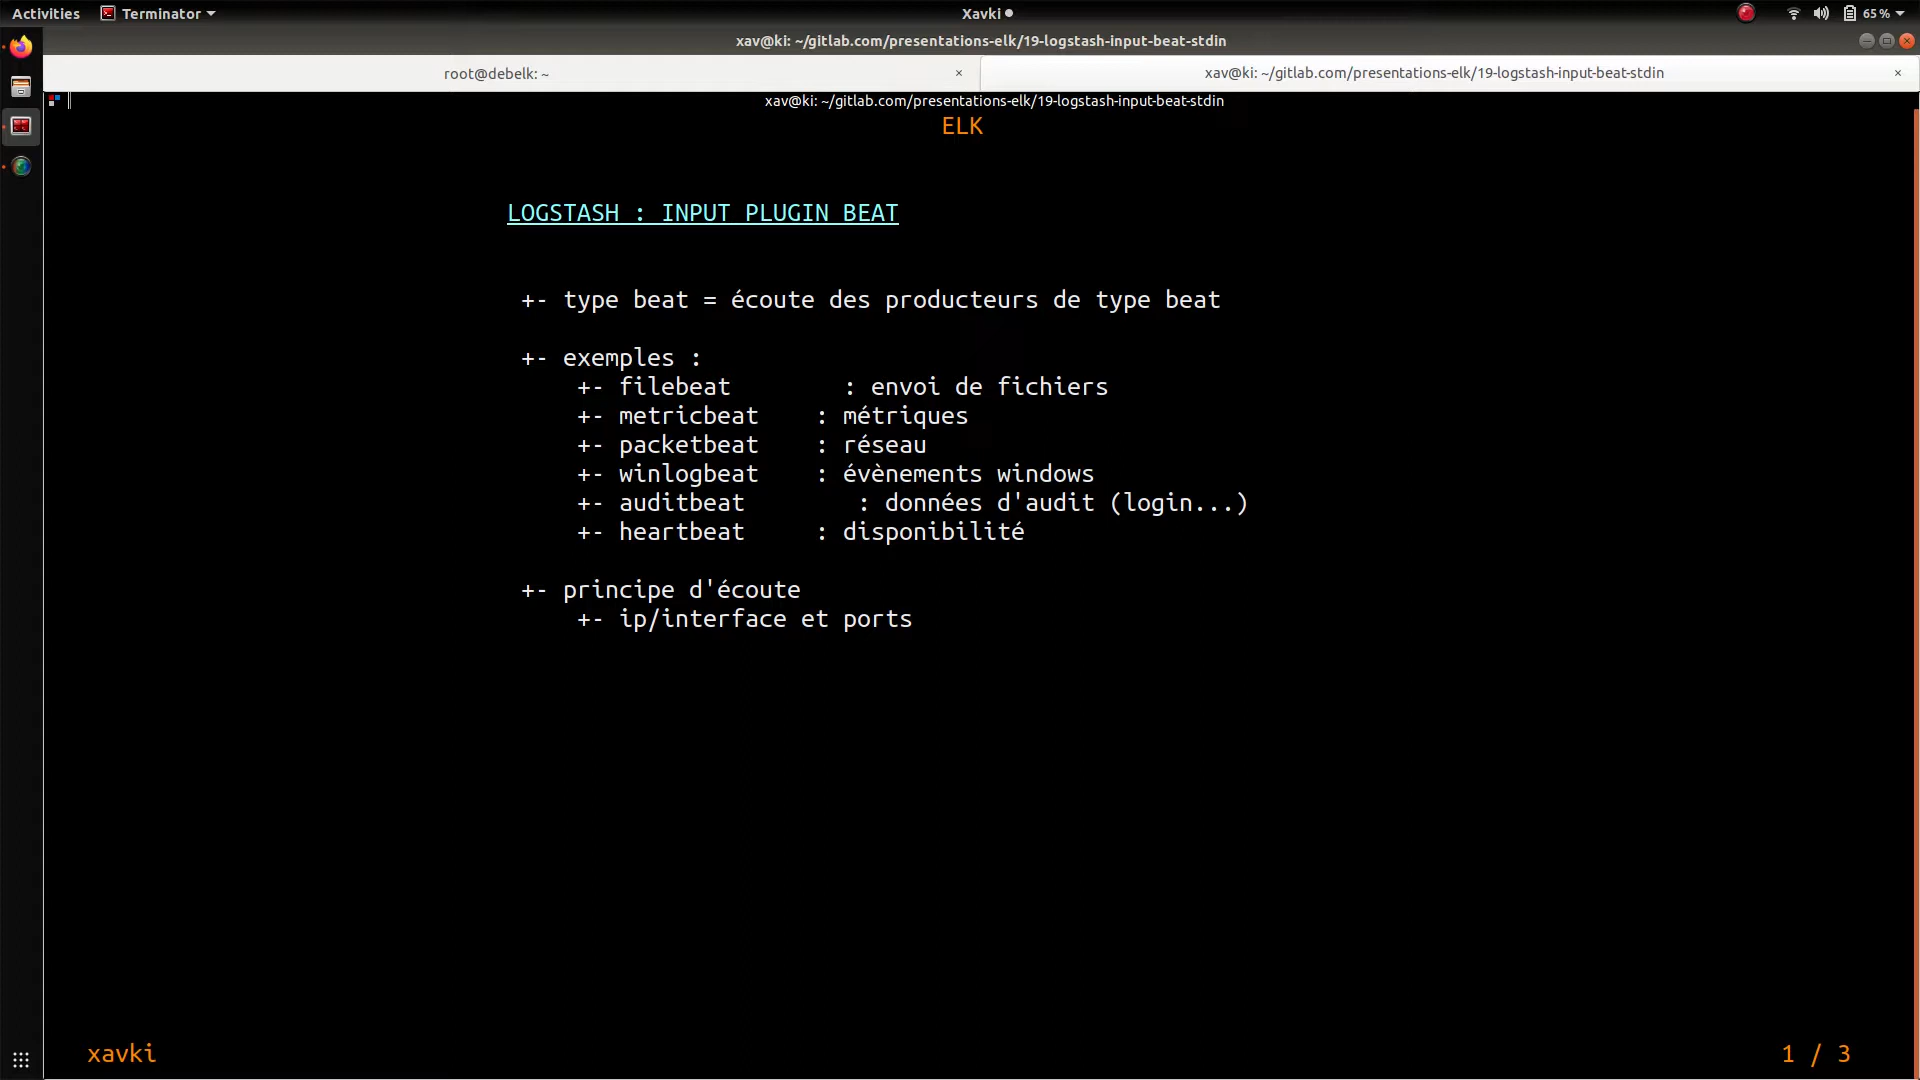 Activities Terminator Xavki 65 %
xav@ki: ~/gitlab.com/presentations-elk/19-logstash-input-beat-stdin
root@debelk: ~ × xav@ki: ~/gitlab.com/presentations-elk/19-logstash-input-beat-stdin ×
xav@ki: ~/gitlab.com/presentations-elk/19-logstash-input-beat-stdin
ELK
LOGSTASH : INPUT PLUGIN BEAT
+- type beat = écoute des producteurs de type beat
+- exemples :
+- filebeat : envoi de fichiers
+- metricbeat : métriques
+- packetbeat : réseau
+- winlogbeat : évènements windows
+- auditbeat : données d'audit (login...)
+- heartbeat : disponibilité
+- principe d'écoute
+- ip/interface et ports
xavki 1 / 3